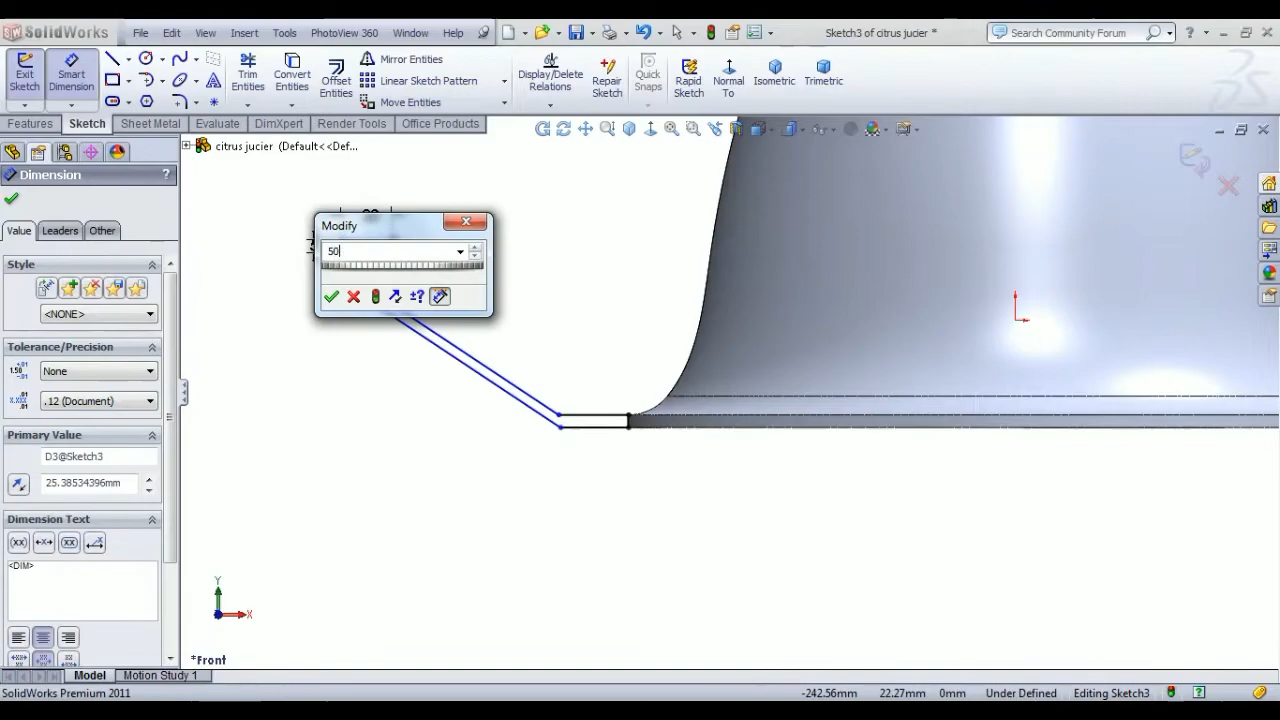 SolidWorks File Edit View Insert Tools PhotoView 360 Window Help Sketch3 of citrus jucier * Search Community Forum
Exit Sketch Smart Dimension Trim Entities Convert Entities Offset Entities Mirror Entities Linear Sketch Pattern Move Entities Display/Delete Relations Repair Sketch Quick Snaps Rapid Sketch Normal To Isometric Trimetric
Features Sketch Sheet Metal Evaluate DimXpert Render Tools Office Products
citrus jucier (Default<<Def...
Dimension ?
Value Leaders Other
Modify
50
Style
<NONE>
Tolerance/Precision
None
.12 (Document)
Primary Value
D3@Sketch3
25.38534396mm
Dimension Text
<DIM>
Y
X
*Front
Model Motion Study 1
SolidWorks Premium 2011 -242.56mm 22.27mm 0mm Under Defined Editing Sketch3